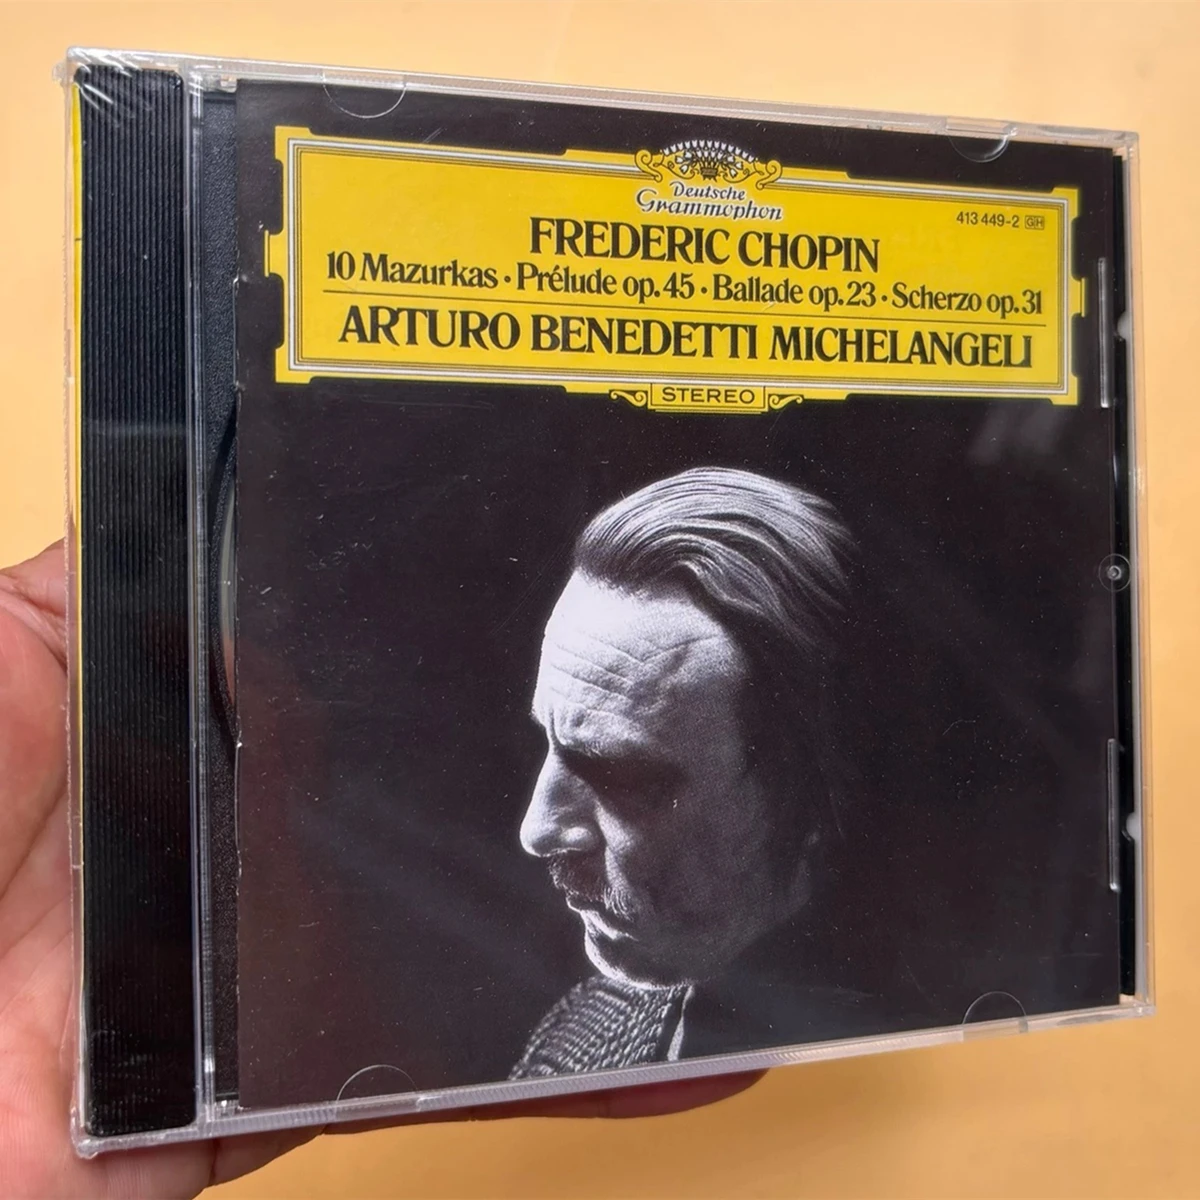 Deutsche
Grammophon
413 449-2 GH
FREDERIC CHOPIN
10 Mazurkas · Prélude op. 45 · Ballade op. 23 · Scherzo op. 31
ARTURO BENEDETTI MICHELANGELI
STEREO